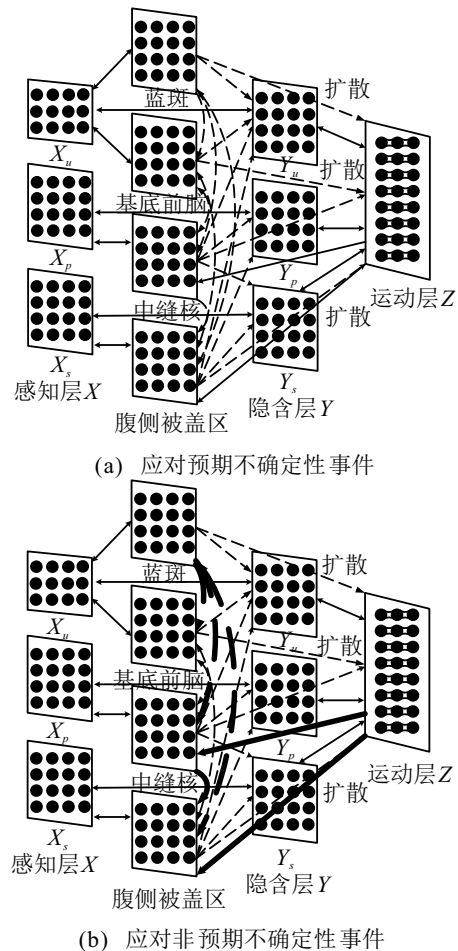 扩散
蓝斑
X_u
Y_u
扩散
基底前脑
X_p
Y_p
运动层Z
中缝核
扩散
X_s
Y_s
感知层X
隐含层Y
腹侧被盖区
(a) 应对预期不确定性事件
扩散
蓝斑
X_u
Y_u
扩散
基底前脑
X_p
Y_p
运动层Z
中缝核
扩散
X_s
Y_s
感知层X
隐含层Y
腹侧被盖区
(b) 应对非预期不确定性事件